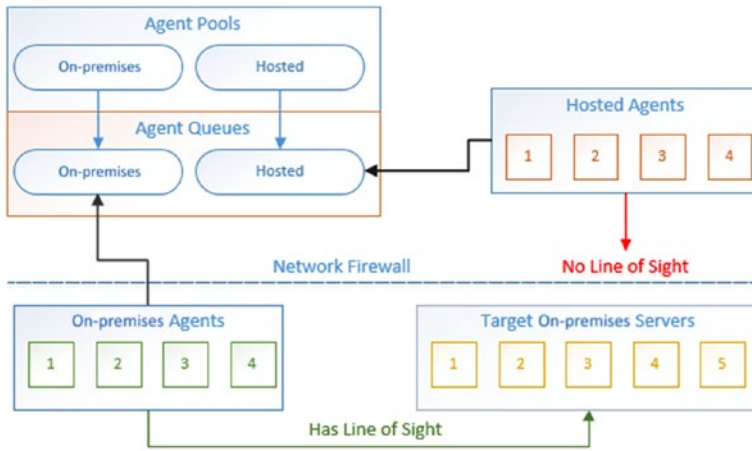 Agent Pools
On-premises Hosted
Agent Queues
On-premises Hosted
Hosted Agents
1 2 3 4
No Line of Sight
Network Firewall
On-premises Agents
1 2 3 4
Target On-premises Servers
1 2 3 4 5
Has Line of Sight